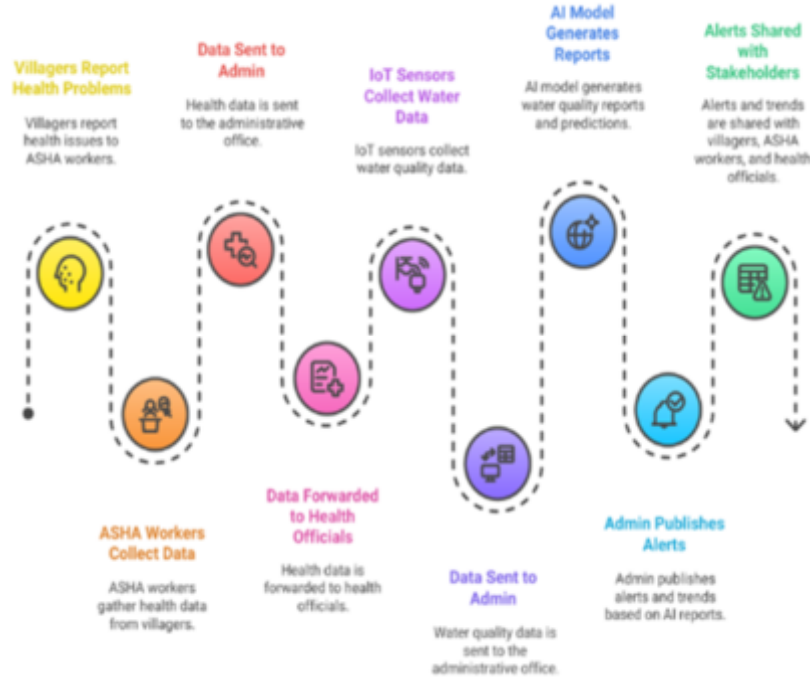 Villagers Report
Health Problems
Villagers report
health issues to
ASHA workers.
ASHA Workers
Collect Data
ASHA workers
gather health data
from villagers.
Data Sent to
Admin
Health data is sent
to the administrative
office.
Data Forwarded
to Health
Officials
Health data is
forwarded to health
officials.
IoT Sensors
Collect Water
Data
IoT sensors collect
water quality data.
Data Sent to
Admin
Water quality data is
sent to the
administrative office.
AI Model
Generates
Reports
AI model generates
water quality reports
and predictions.
Admin Publishes
Alerts
Admin publishes
alerts and trends
based on AI reports.
Alerts Shared
with
Stakeholders
Alerts and trends
are shared with
villagers, ASHA
workers, and health
officials.